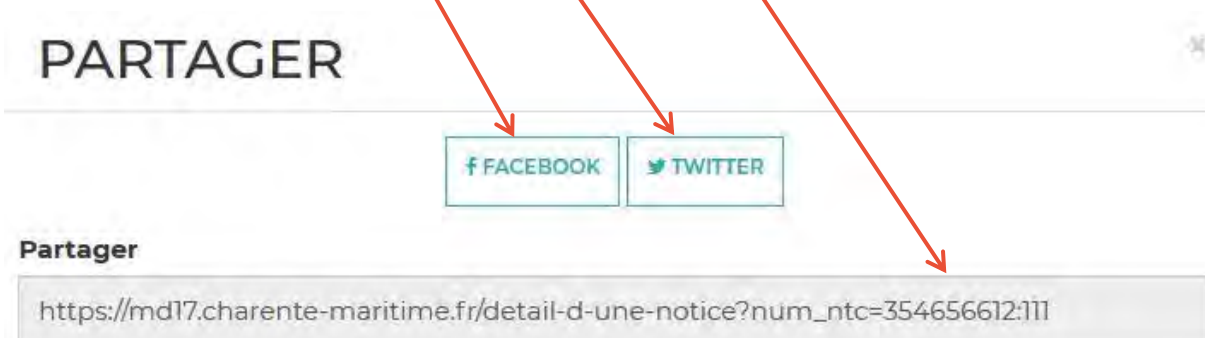 PARTAGER
FACEBOOK
TWITTER
Partager
https://md17.charente-maritime.fr/detail-d-une-notice?num_ntc=354656612:111